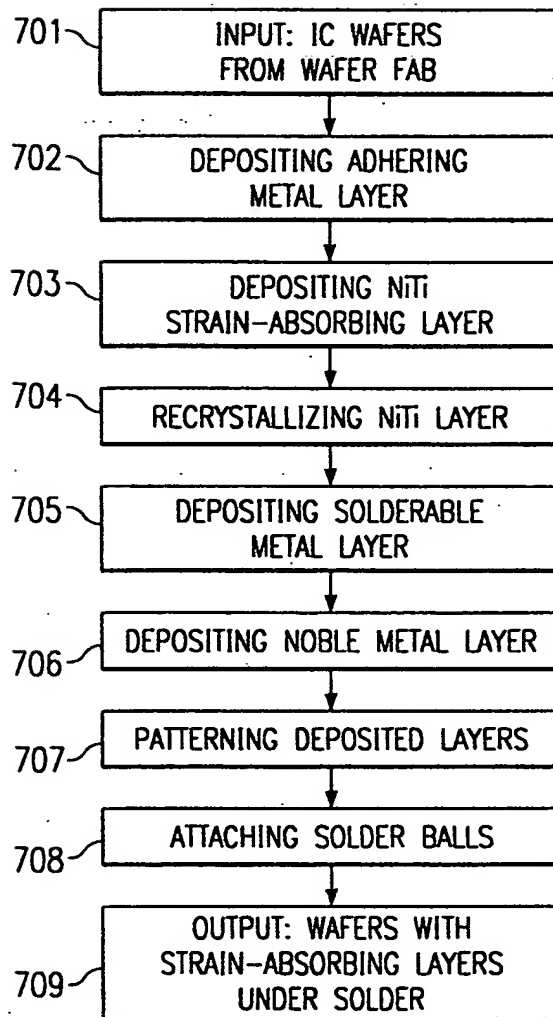 701
INPUT: IC WAFERS
FROM WAFER FAB
702
DEPOSITING ADHERING
METAL LAYER
703
DEPOSITING NiTi
STRAIN-ABSORBING LAYER
704
RECRYSTALLIZING NiTi LAYER
705
DEPOSITING SOLDERABLE
METAL LAYER
706
DEPOSITING NOBLE METAL LAYER
707
PATTERNING DEPOSITED LAYERS
708
ATTACHING SOLDER BALLS
709
OUTPUT: WAFERS WITH
STRAIN-ABSORBING LAYERS
UNDER SOLDER